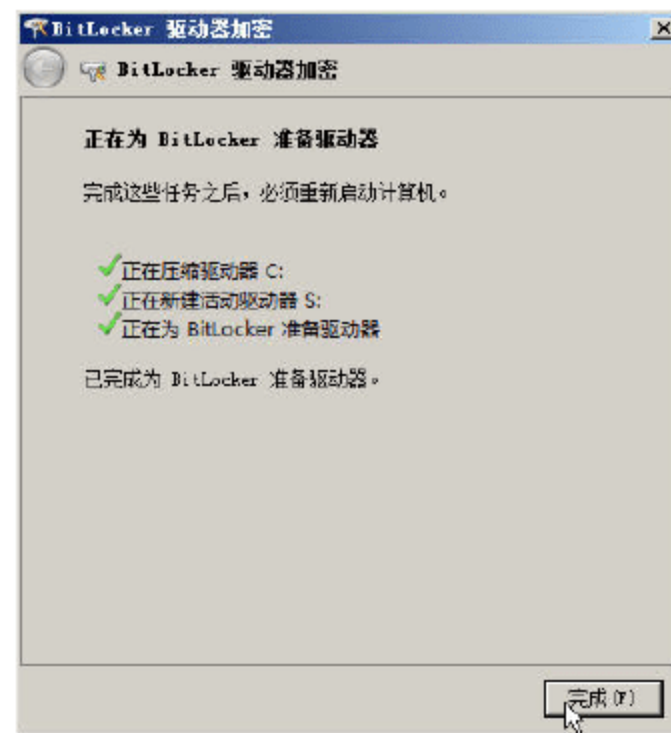 BitLocker 驱动器加密
BitLocker 驱动器加密
正在为 BitLocker 准备驱动器
完成这些任务之后，必须重新启动计算机。
正在压缩驱动器 C:
正在新建活动驱动器 S:
正在为 BitLocker 准备驱动器
已完成为 BitLocker 准备驱动器。
完成(F)